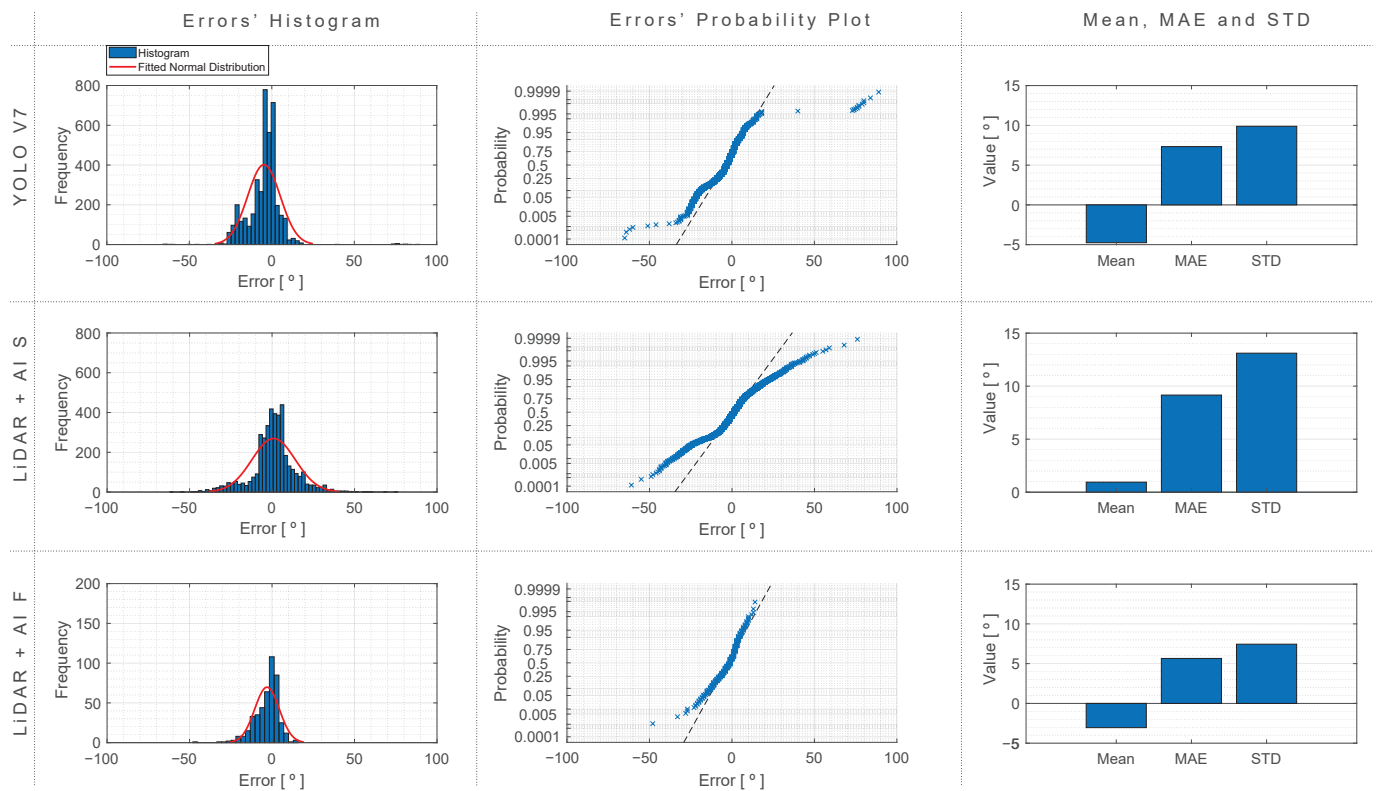 Errors' Histogram
Errors' Probability Plot
Mean, MAE and STD
YOLO V7
Histogram
Fitted Normal Distribution
800
600
400
200
0
Frequency
−100 −50 0 50 100
Error [ º ]
0.9999
0.995
0.95
0.75
0.5
0.25
0.05
0.005
0.0001
Probability
−100 −50 0 50 100
Error [ º ]
15
10
5
0
−5
Value [ º ]
Mean MAE STD
LiDAR + AI S
800
600
400
200
0
Frequency
−100 −50 0 50 100
Error [ º ]
0.9999
0.995
0.95
0.75
0.5
0.25
0.05
0.005
0.0001
Probability
−100 −50 0 50 100
Error [ º ]
15
10
5
0
Value [ º ]
Mean MAE STD
LiDAR + AI F
200
150
100
50
0
Frequency
−100 −50 0 50 100
Error [ º ]
0.9999
0.995
0.95
0.75
0.5
0.25
0.05
0.005
0.0001
Probability
−100 −50 0 50 100
Error [ º ]
15
10
5
0
−5
Value [ º ]
Mean MAE STD